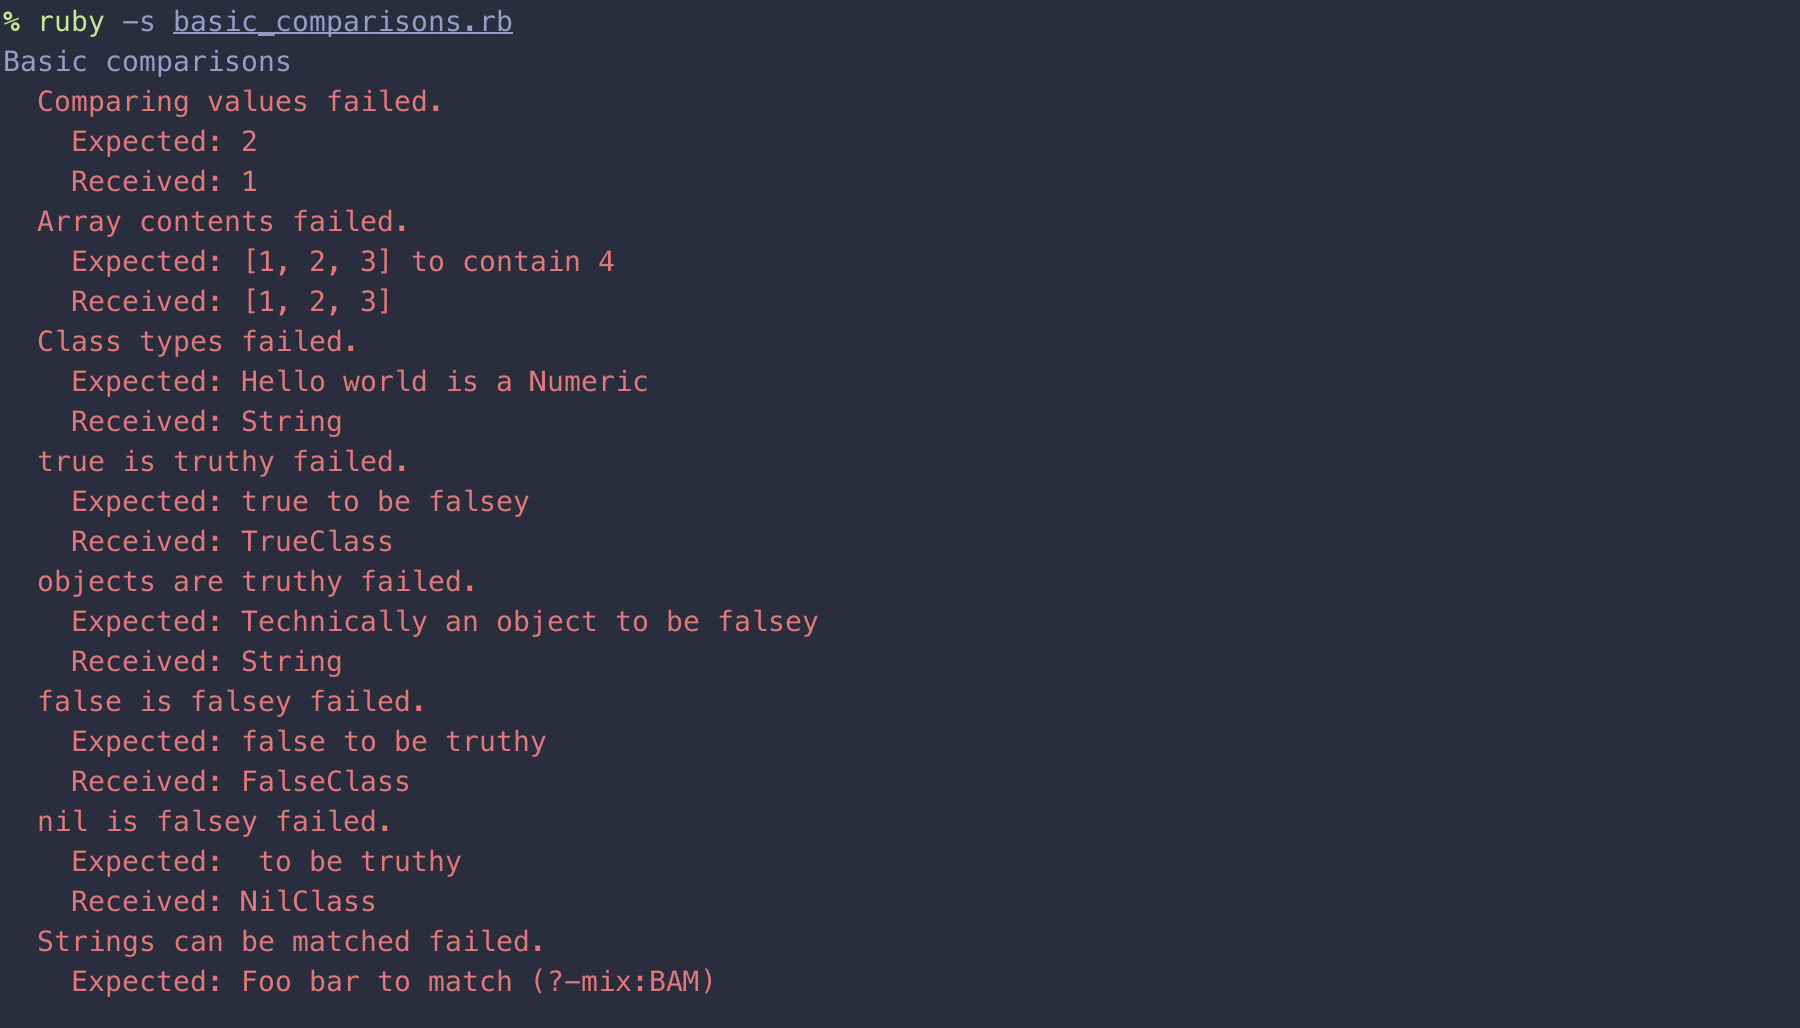 % ruby -s basic_comparisons.rb
Basic comparisons
  Comparing values failed.
    Expected: 2
    Received: 1
  Array contents failed.
    Expected: [1, 2, 3] to contain 4
    Received: [1, 2, 3]
  Class types failed.
    Expected: Hello world is a Numeric
    Received: String
  true is truthy failed.
    Expected: true to be falsey
    Received: TrueClass
  objects are truthy failed.
    Expected: Technically an object to be falsey
    Received: String
  false is falsey failed.
    Expected: false to be truthy
    Received: FalseClass
  nil is falsey failed.
    Expected:  to be truthy
    Received: NilClass
  Strings can be matched failed.
    Expected: Foo bar to match (?-mix:BAM)